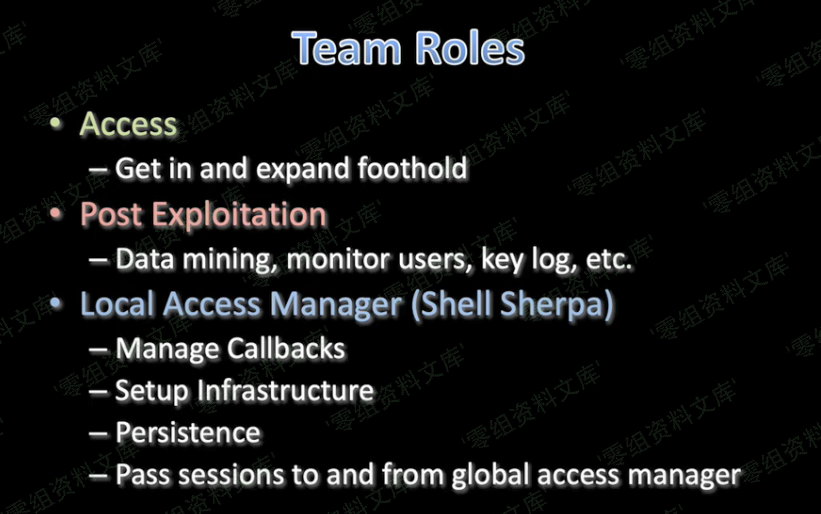 Team Roles
• Access
– Get in and expand foothold
• Post Exploitation
– Data mining, monitor users, key log, etc.
• Local Access Manager (Shell Sherpa)
– Manage Callbacks
– Setup Infrastructure
– Persistence
– Pass sessions to and from global access manager
'零组资料文库'